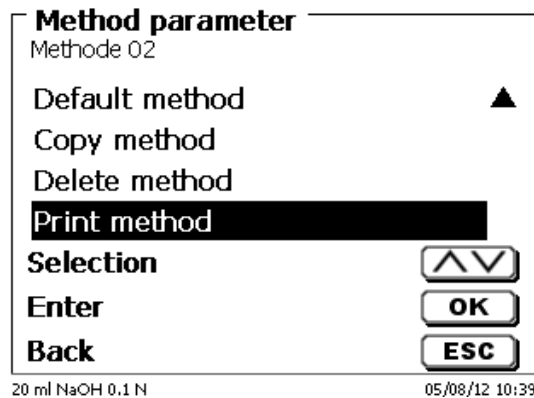 Method parameter
Methode 02
Default method
Copy method
Delete method
Print method
Selection
Enter OK
Back ESC
20 ml NaOH 0.1 N 05/08/12 10:39